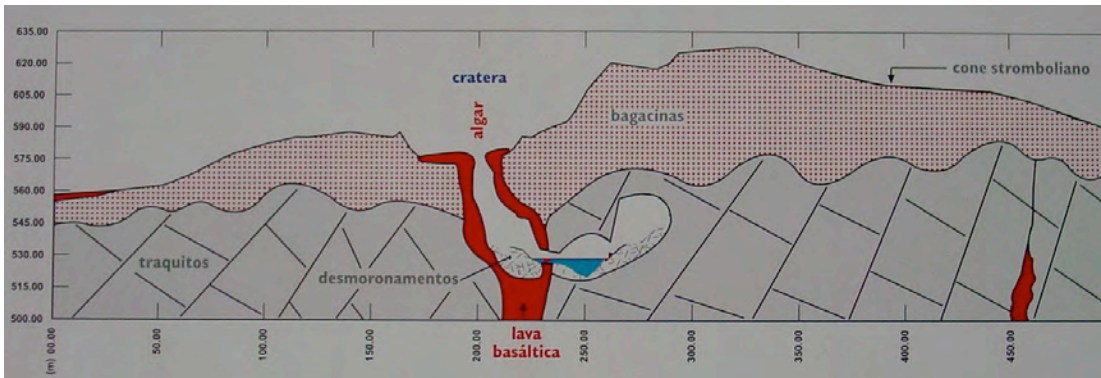 635.00
620.00
605.00
590.00
575.00
560.00
545.00
530.00
515.00
500.00
cratera
algar
cone stromboliano
bagacinas
traquitos
desmoronamentos
lava
basáltica
(m) 00.00
50.00
100.00
150.00
200.00
250.00
300.00
350.00
400.00
450.00